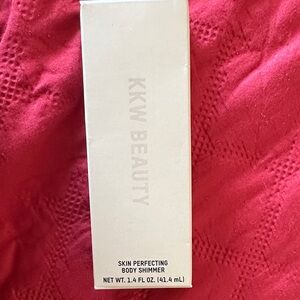 KKW BEAUTY
SKIN PERFECTING
BODY SHIMMER
NET WT. 1.4 FL OZ. (41.4 mL)